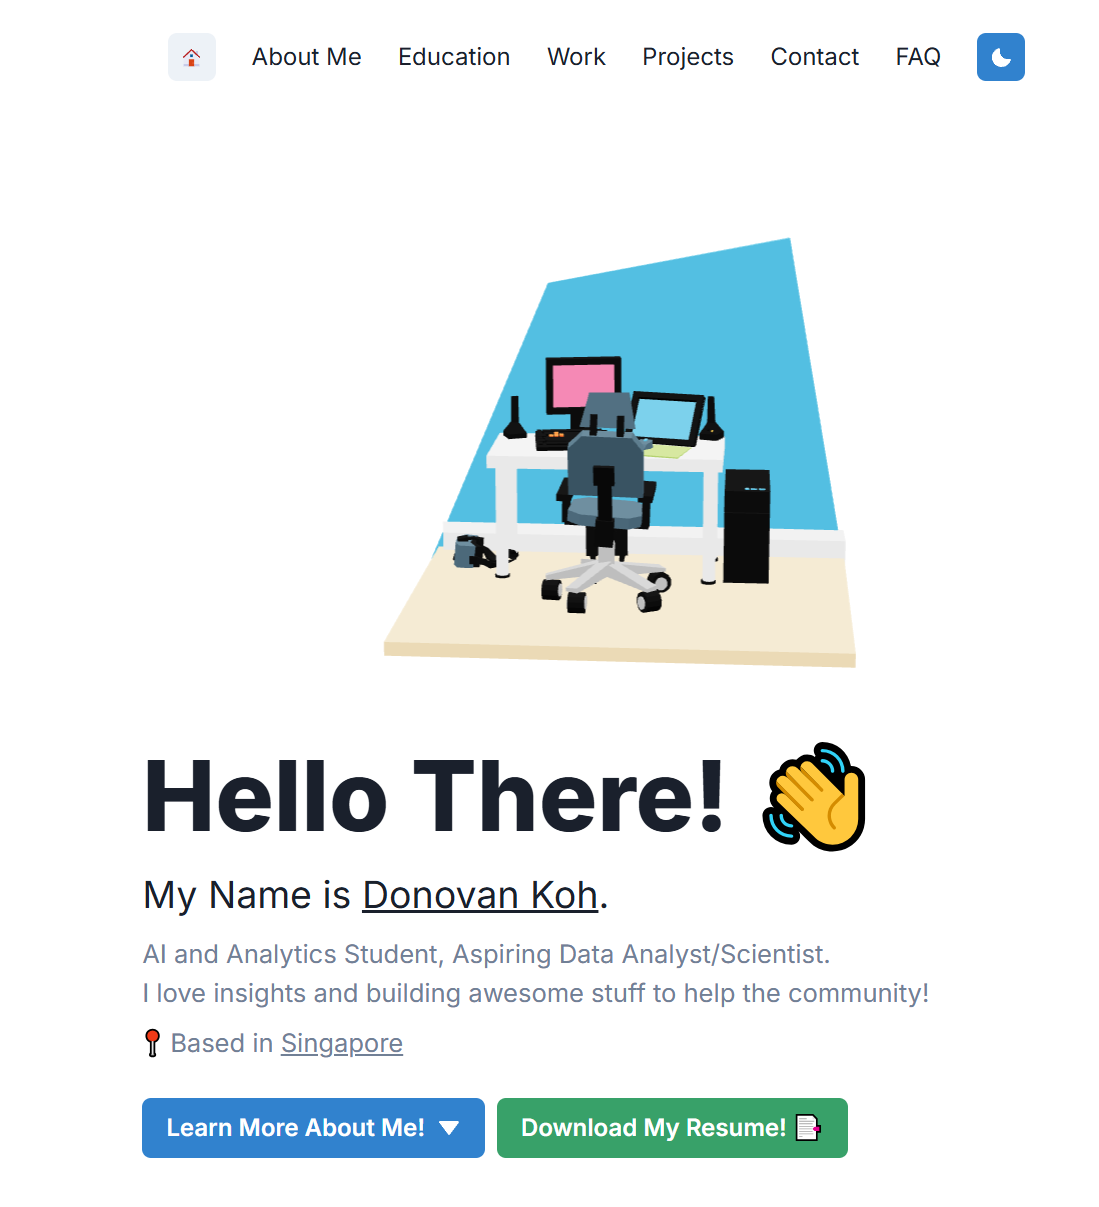 About Me Education Work Projects Contact FAQ
Hello There! 👋
My Name is Donovan Koh.
AI and Analytics Student, Aspiring Data Analyst/Scientist.
I love insights and building awesome stuff to help the community!
📍 Based in Singapore
Learn More About Me! ▼
Download My Resume! 📑